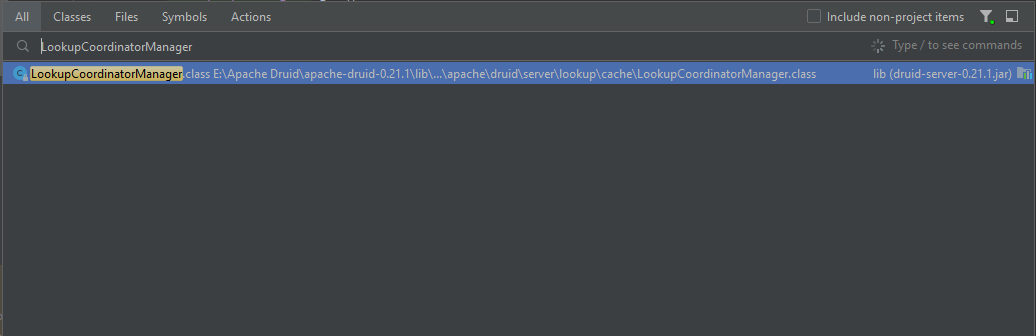 All Classes Files Symbols Actions Include non-project items
LookupCoordinatorManager Type / to see commands
LookupCoordinatorManager.class E:\Apache Druid\apache-druid-0.21.1\lib\...\apache\druid\server\lookup\cache\LookupCoordinatorManager.class lib (druid-server-0.21.1.jar)